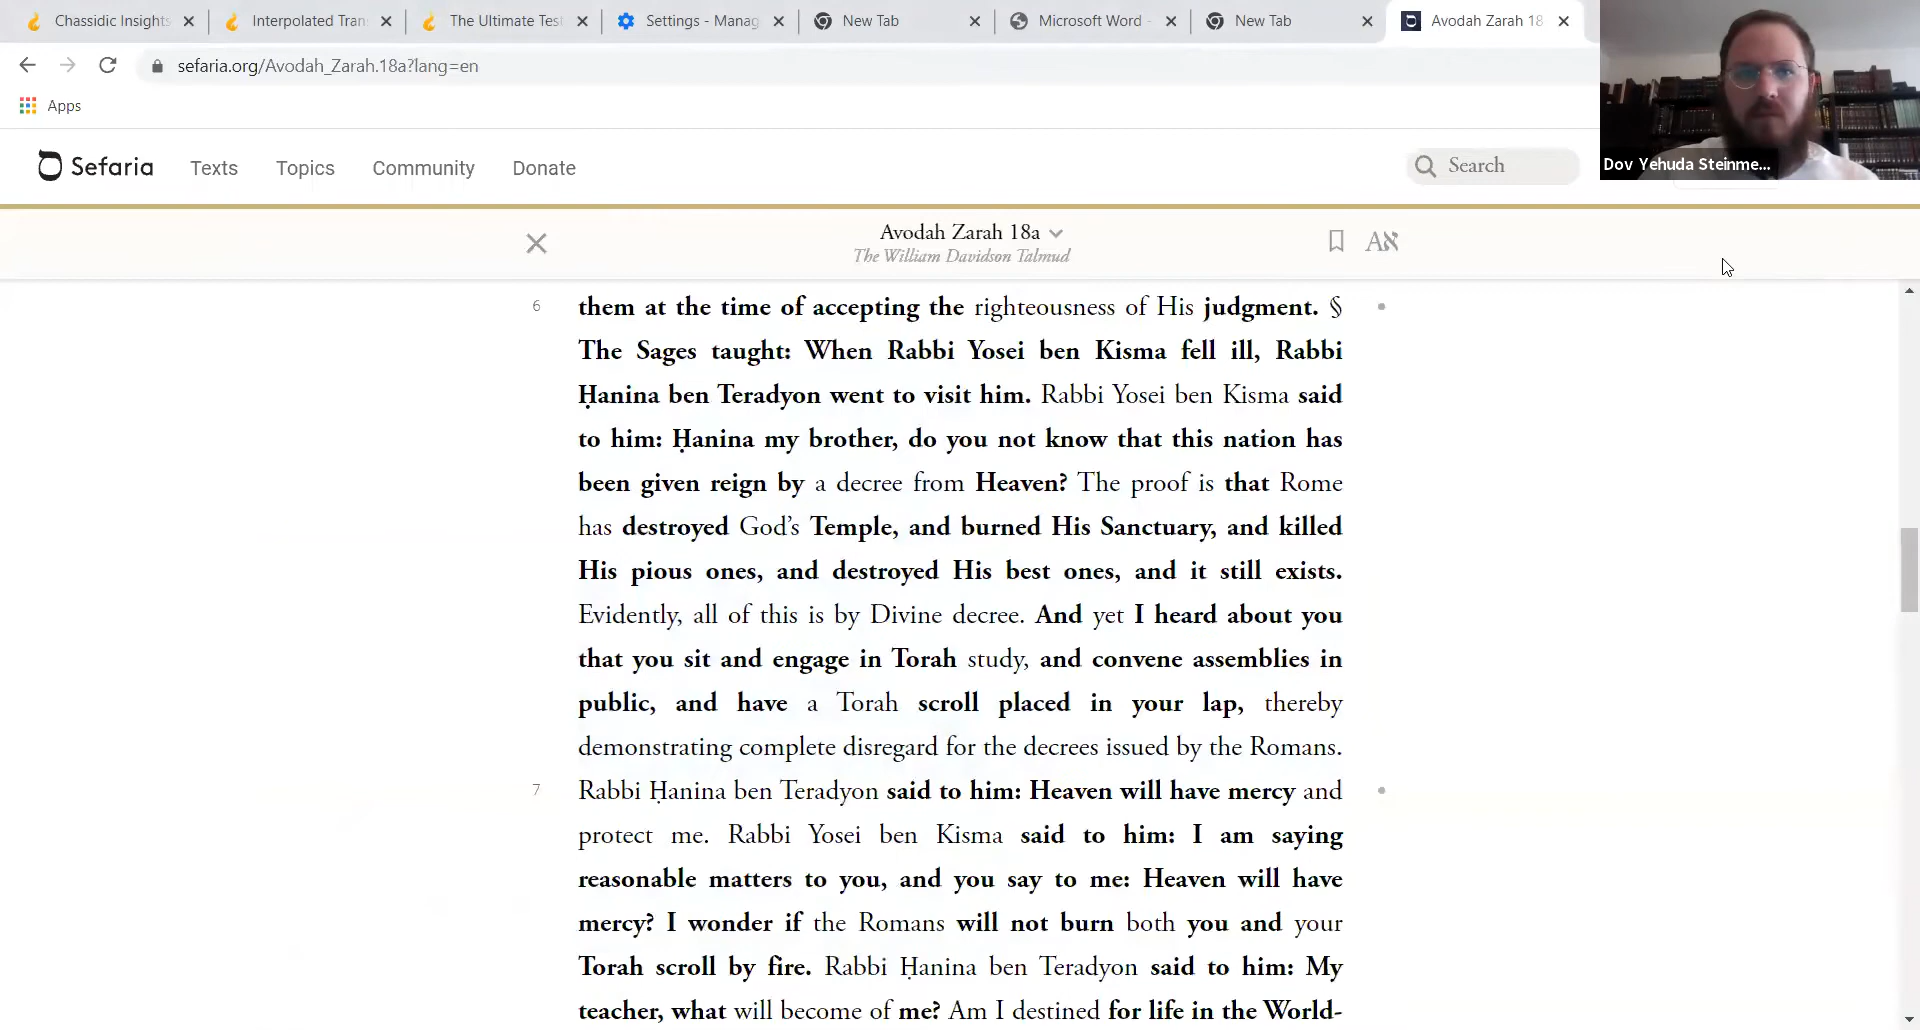 Chassidic Insights
Interpolated Tran
The Ultimate Test
Settings - Manag
New Tab
Microsoft Word -
New Tab
Avodah Zarah 18
sefaria.org/Avodah_Zarah.18a?lang=en
Apps
Sefaria
Texts
Topics
Community
Donate
Search
Dov Yehuda Steinme...
Avodah Zarah 18a
The William Davidson Talmud
Aא
6 them at the time of accepting the righteousness of His judgment. §
The Sages taught: When Rabbi Yosei ben Kisma fell ill, Rabbi
Ḥanina ben Teradyon went to visit him. Rabbi Yosei ben Kisma said
to him: Ḥanina my brother, do you not know that this nation has
been given reign by a decree from Heaven? The proof is that Rome
has destroyed God’s Temple, and burned His Sanctuary, and killed
His pious ones, and destroyed His best ones, and it still exists.
Evidently, all of this is by Divine decree. And yet I heard about you
that you sit and engage in Torah study, and convene assemblies in
public, and have a Torah scroll placed in your lap, thereby
demonstrating complete disregard for the decrees issued by the Romans.
7 Rabbi Ḥanina ben Teradyon said to him: Heaven will have mercy and
protect me. Rabbi Yosei ben Kisma said to him: I am saying
reasonable matters to you, and you say to me: Heaven will have
mercy? I wonder if the Romans will not burn both you and your
Torah scroll by fire. Rabbi Ḥanina ben Teradyon said to him: My
teacher, what will become of me? Am I destined for life in the World-